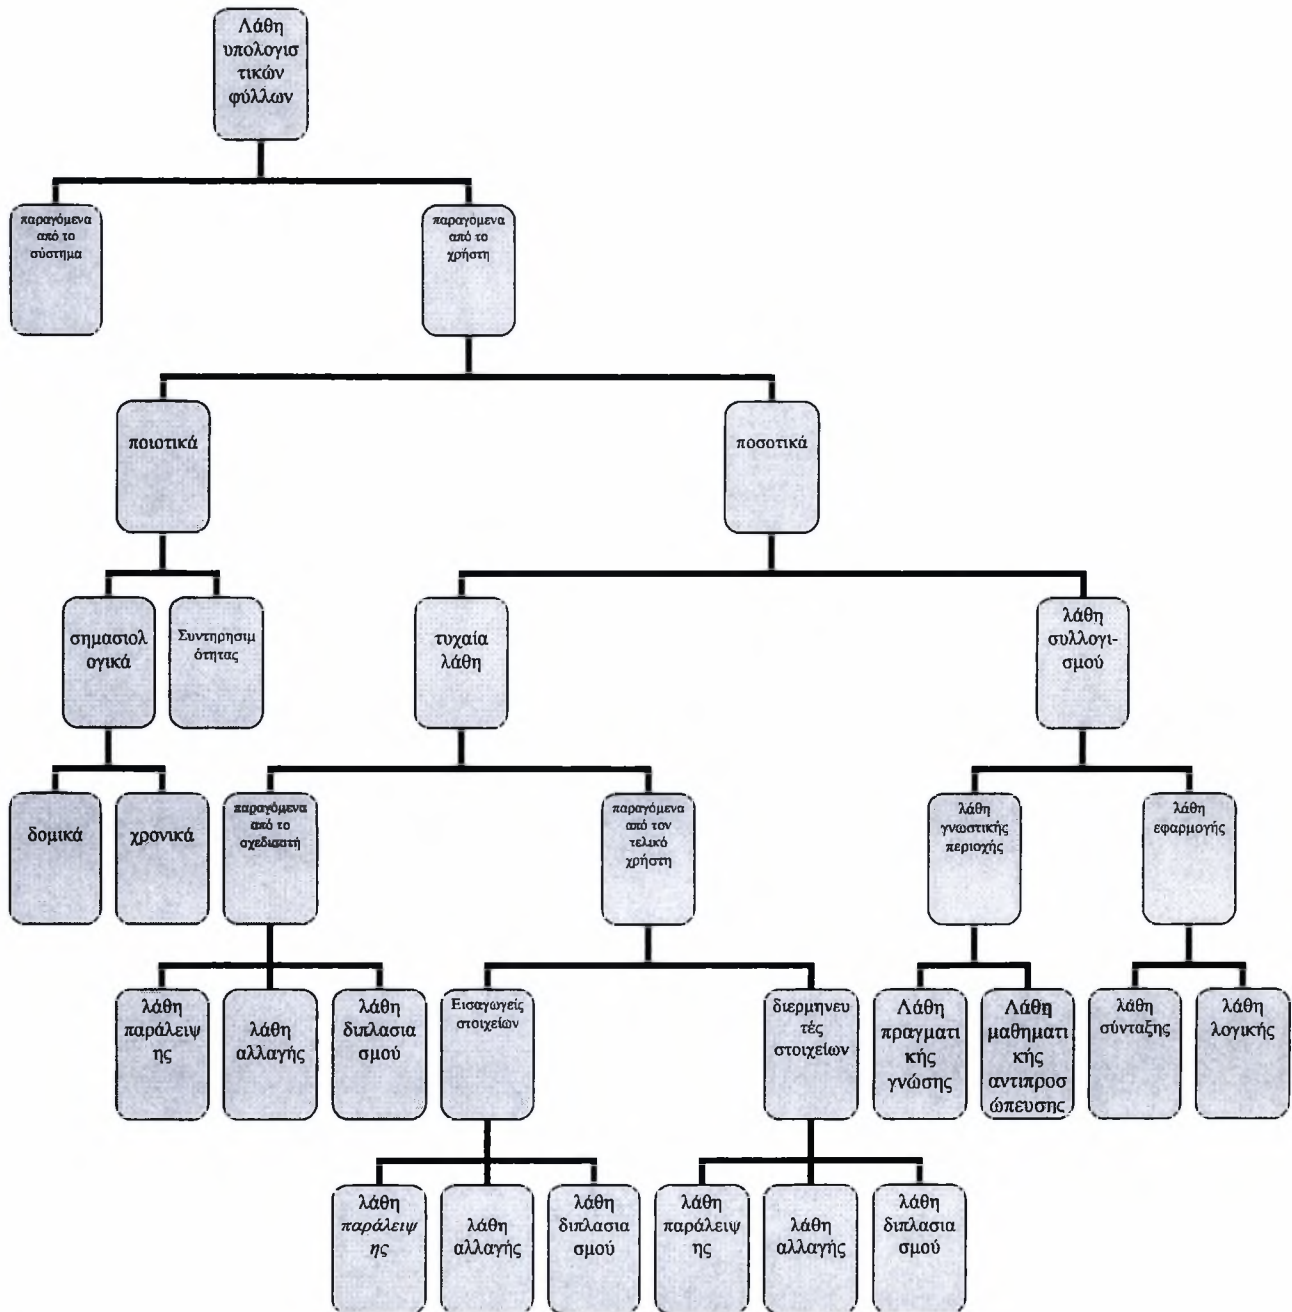 Λάθη
υπολογισ
τικών
φύλλων
παραγόμενα
από το
σύστημα
παραγόμενα
από το
χρήστη
ποιοτικά
ποσοτικά
σημασιολ
ογικά
Συντηρησιμ
ότητας
τυχαία
λάθη
λάθη
συλλογι-
σμού
δομικά
χρονικά
παραγόμενα
από το
σχεδιαστή
παραγόμενα
από τον
τελικό
χρήστη
λάθη
γνωστικής
περιοχής
λάθη
εφαρμογής
λάθη
παράλειψ
ης
λάθη
αλλαγής
λάθη
διπλασια
σμού
Εισαγωγείς
στοιχείων
διερμηνευ
τές
στοιχείων
Λάθη
πραγματι
κής
γνώσης
Λάθη
μαθηματι
κής
αντιπροσ
ώπευσης
λάθη
σύνταξης
λάθη
λογικής
λάθη
παράλειψ
ης
λάθη
αλλαγής
λάθη
διπλασια
σμού
λάθη
παράλειψ
ης
λάθη
αλλαγής
λάθη
διπλασια
σμού